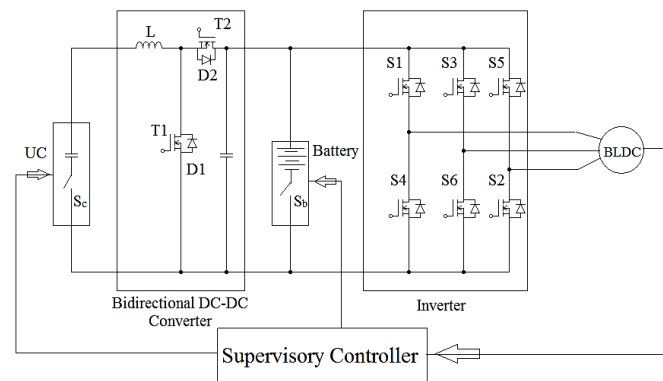 T2
L
D2
S1
S3
S5
T1
UC
Battery
BLDC
D1
S4
S6
S2
Sc
Sb
Bidirectional DC-DC
Converter
Inverter
Supervisory Controller